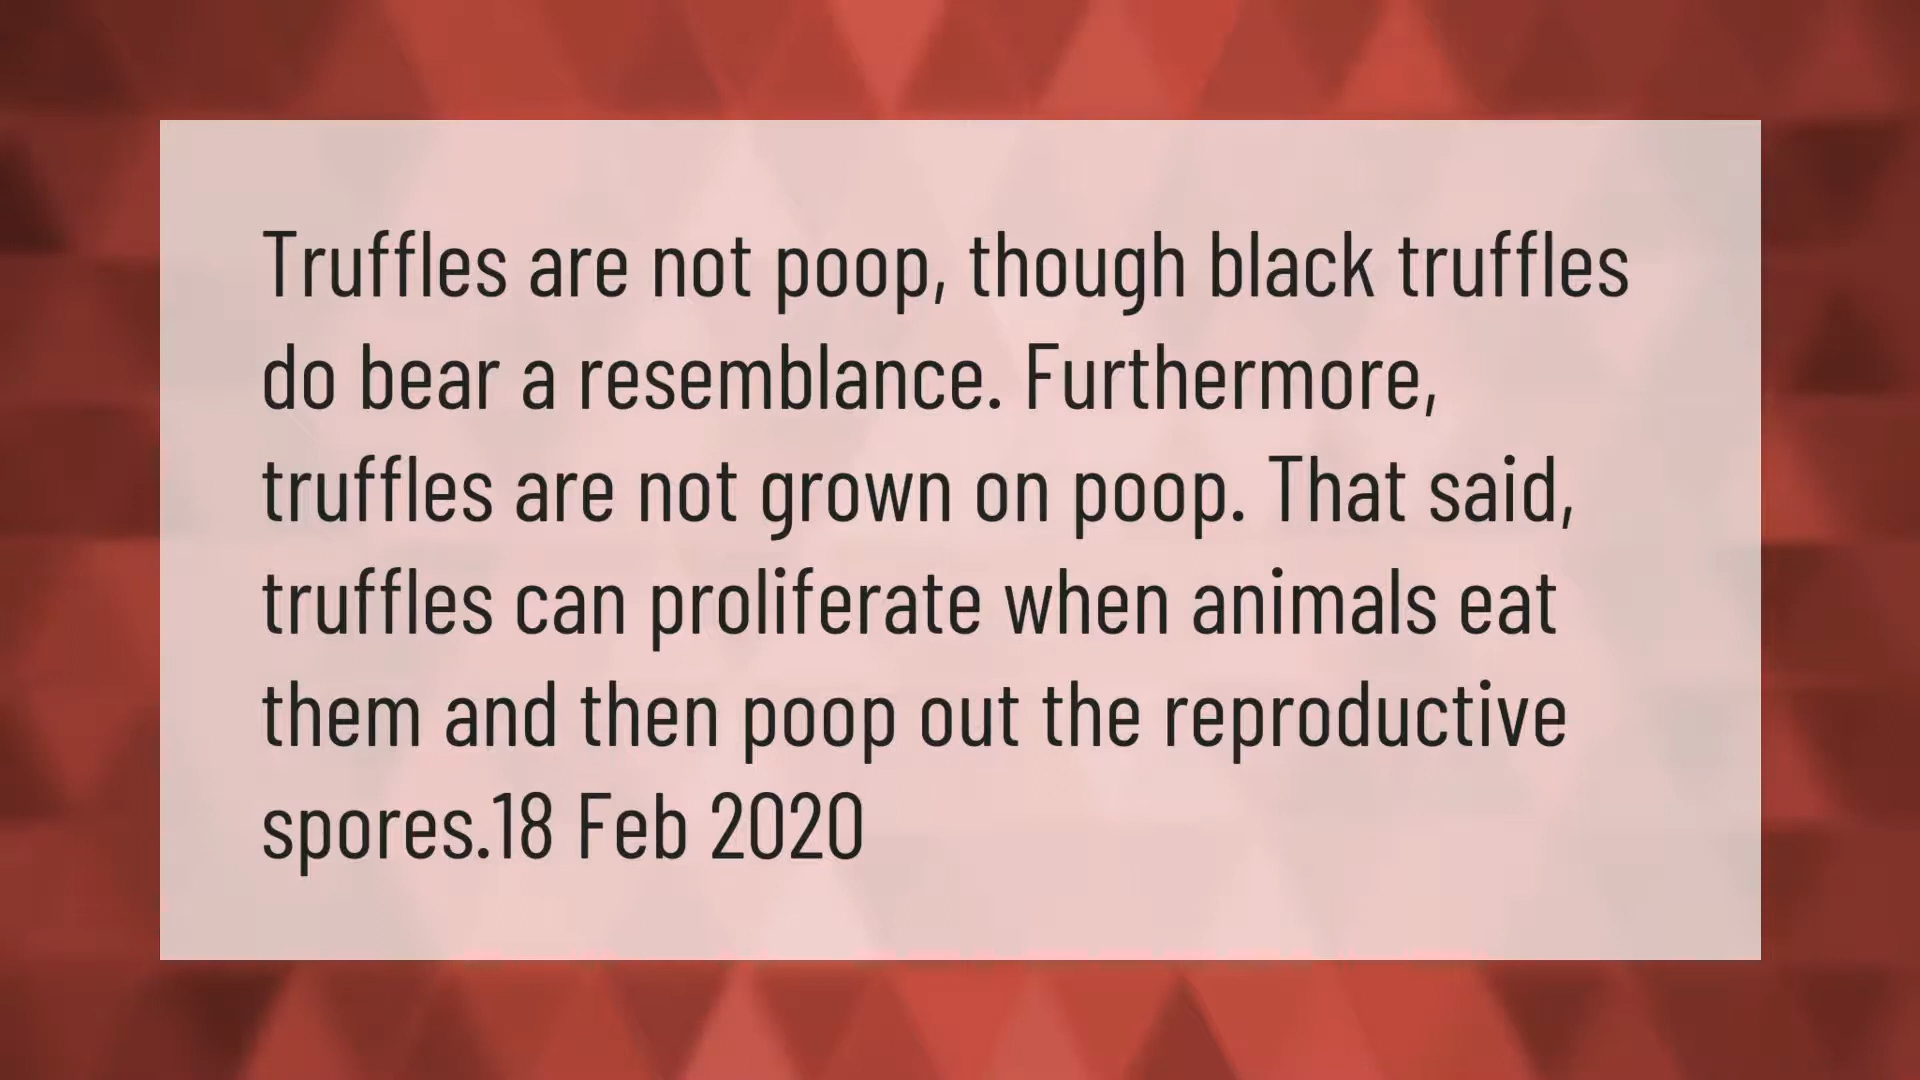 Truffles are not poop, though black truffles
do bear a resemblance. Furthermore,
truffles are not grown on poop. That said,
truffles can proliferate when animals eat
them and then poop out the reproductive
spores.18 Feb 2020